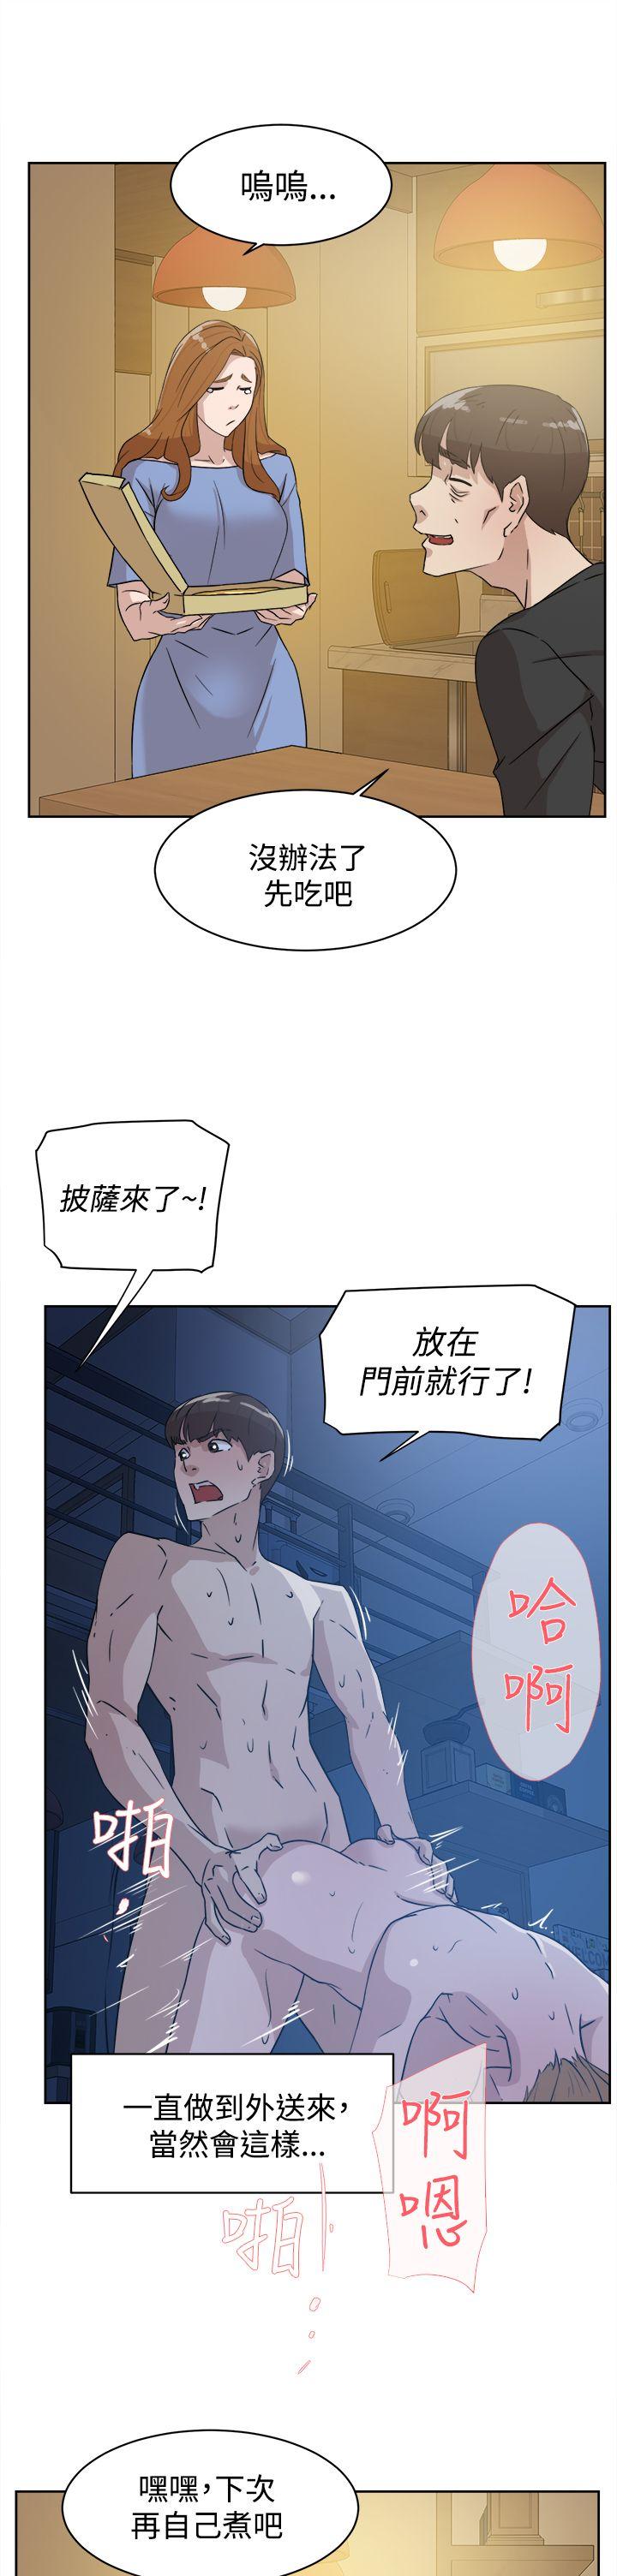 嗚嗚...
沒辦法了
先吃吧
披薩來了~!
放在
門前就行了!
哈
啊
啪
一直做到外送來,
當然會這樣...
啊
嗯
啪
嘿嘿,下次
再自己煮吧